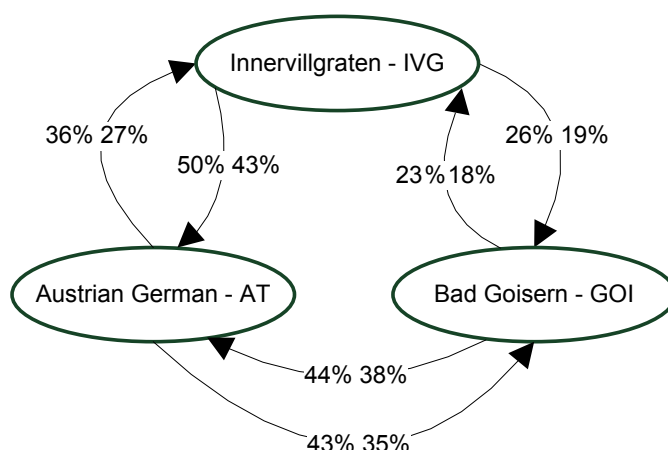 Innervillgraten - IVG
36% 27%
26% 19%
50% 43%
23% 18%
Austrian German - AT
Bad Goisern - GOI
44% 38%
43% 35%